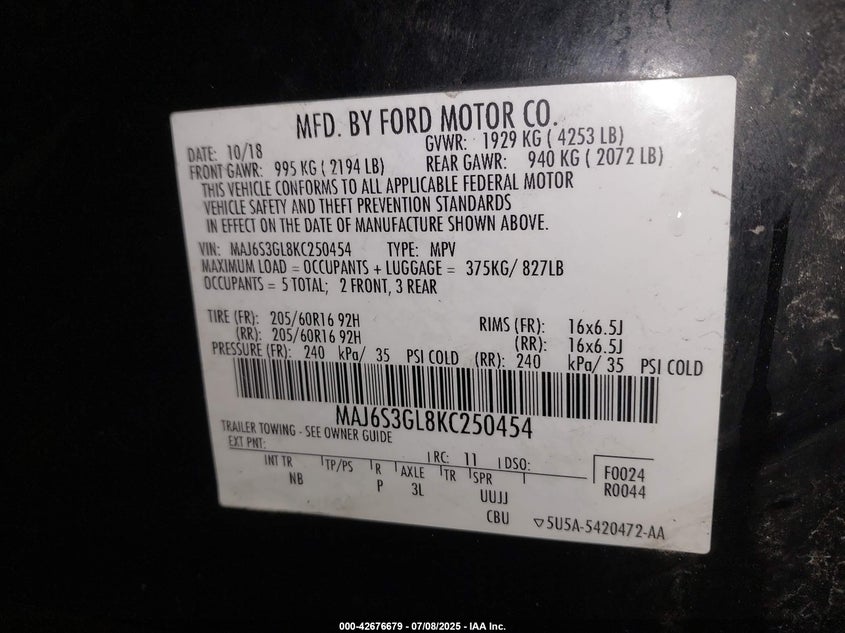 MFD. BY FORD MOTOR CO.
DATE: 10/18 GVWR: 1929 KG ( 4253 LB)
FRONT GAWR: 995 KG ( 2194 LB) REAR GAWR: 940 KG ( 2072 LB)
THIS VEHICLE CONFORMS TO ALL APPLICABLE FEDERAL MOTOR
VEHICLE SAFETY AND THEFT PREVENTION STANDARDS
IN EFFECT ON THE DATE OF MANUFACTURE SHOWN ABOVE.
VIN: MAJ6S3GL8KC250454 TYPE: MPV
MAXIMUM LOAD = OCCUPANTS + LUGGAGE = 375KG/ 827LB
OCCUPANTS = 5 TOTAL; 2 FRONT, 3 REAR
TIRE (FR): 205/60R16 92H RIMS (FR): 16x6.5J
(RR): 205/60R16 92H (RR): 16x6.5J
PRESSURE (FR): 240 kPa/ 35 PSI COLD (RR): 240 kPa/ 35 PSI COLD
MAJ6S3GL8KC250454
TRAILER TOWING - SEE OWNER GUIDE
EXT PNT: RC: 11 DSO: F0024
INT TR TP/PS R AXLE TR SPR R0044
NB P 3L UUJJ
CBU ▽5U5A-5420472-AA
000-42676679 - 07/08/2025 - IAA Inc.